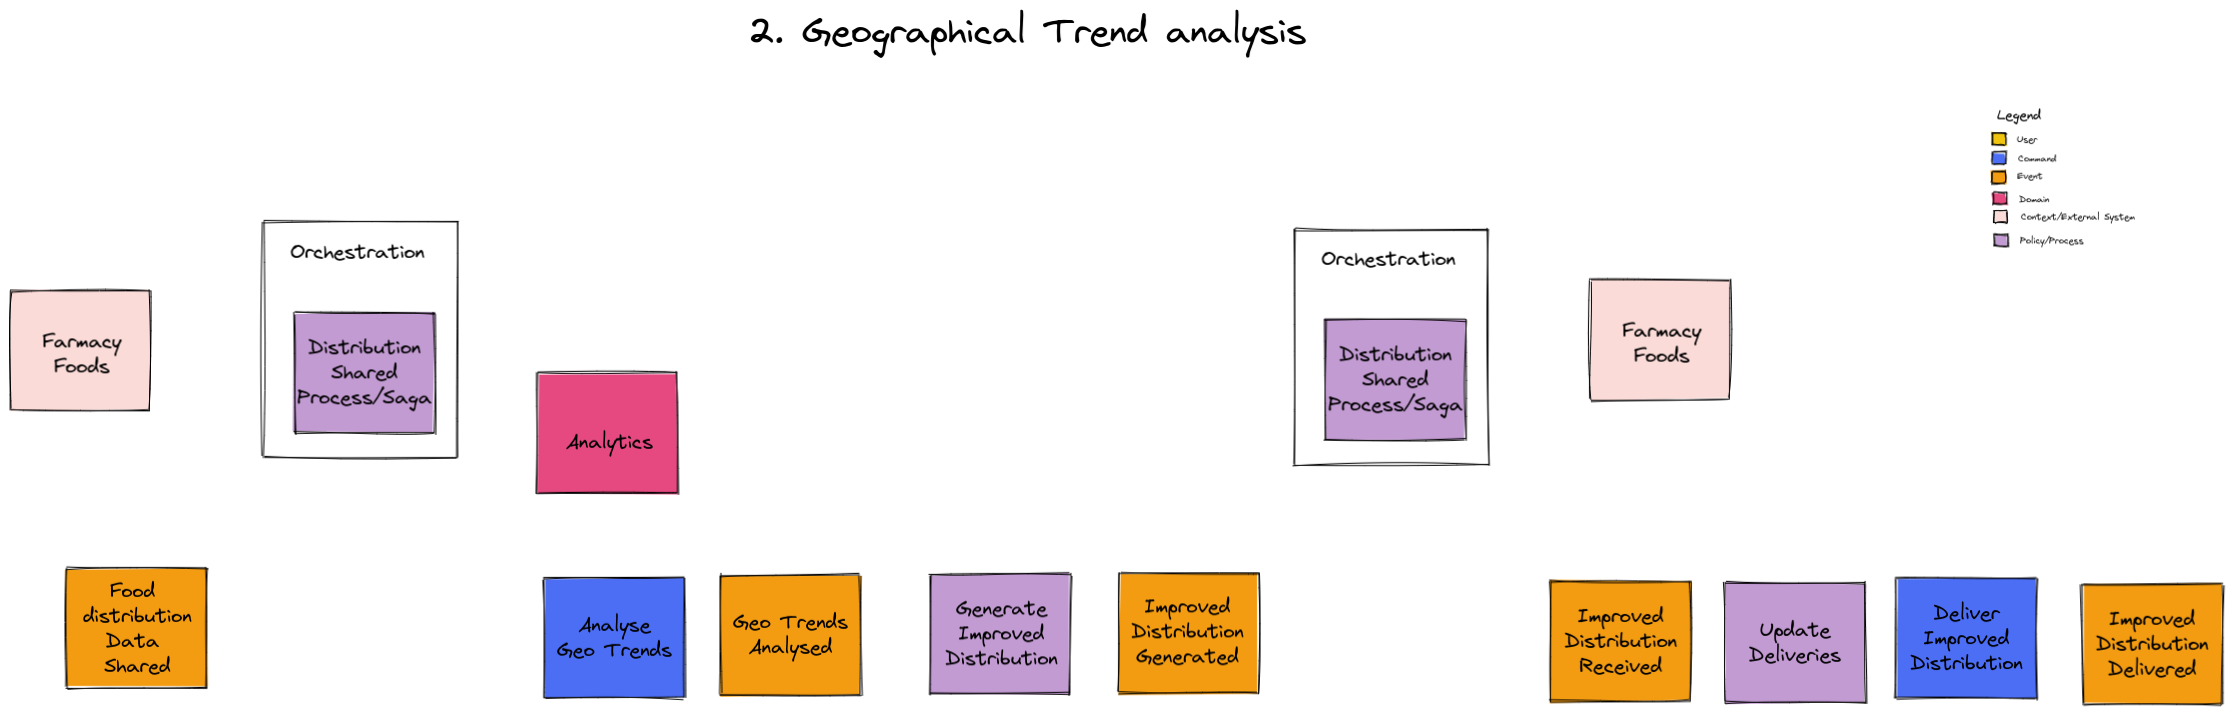 2. Geographical Trend analysis
Legend
User
Command
Event
Domain
Context/External System
Policy/Process
Farmacy
Foods
Orchestration
Distribution
Shared
Process/Saga
Analytics
Orchestration
Distribution
Shared
Process/Saga
Farmacy
Foods
Food
distribution
Data
Shared
Analyse
Geo Trends
Geo Trends
Analysed
Generate
Improved
Distribution
Improved
Distribution
Generated
Improved
Distribution
Received
Update
Deliveries
Deliver
Improved
Distribution
Improved
Distribution
Delivered